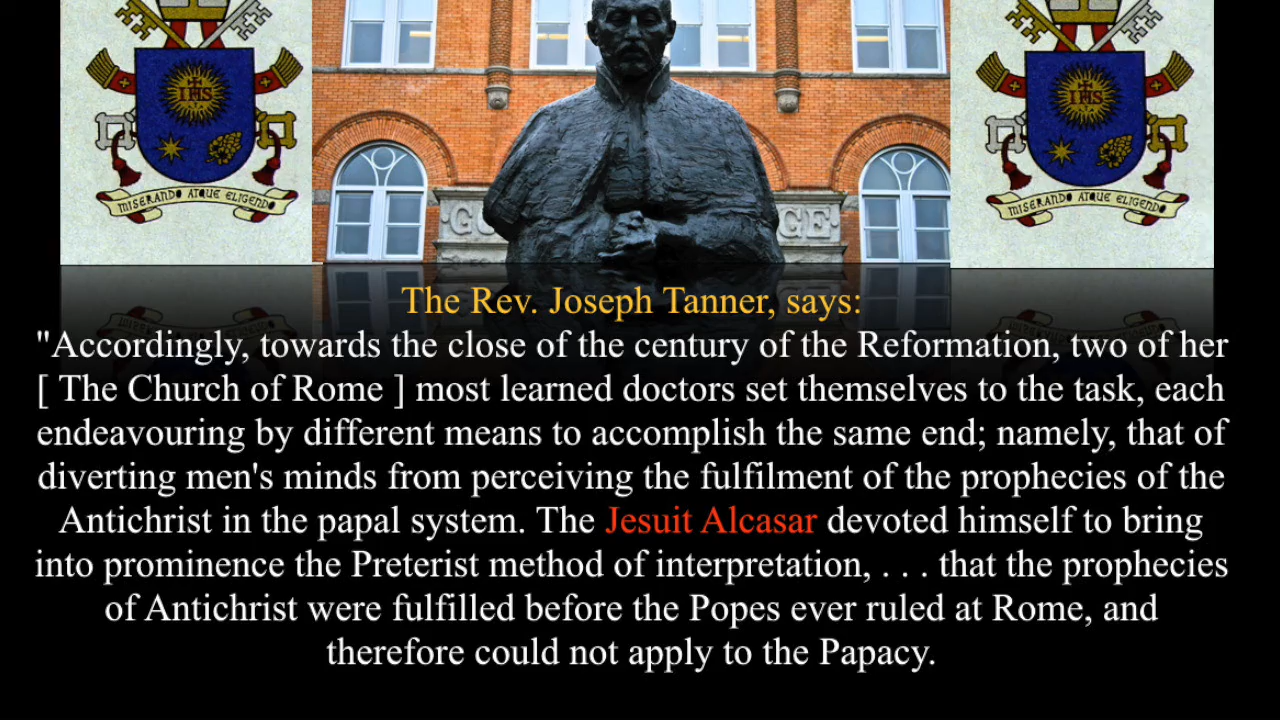 IHS
IHS
MISERANDO ATQUE ELIGENDO
MISERANDO ATQUE ELIGENDO
GE
The Rev. Joseph Tanner, says:
"Accordingly, towards the close of the century of the Reformation, two of her
[ The Church of Rome ] most learned doctors set themselves to the task, each
endeavouring by different means to accomplish the same end; namely, that of
diverting men's minds from perceiving the fulfilment of the prophecies of the
Antichrist in the papal system. The Jesuit Alcasar devoted himself to bring
into prominence the Preterist method of interpretation, . . . that the prophecies
of Antichrist were fulfilled before the Popes ever ruled at Rome, and
therefore could not apply to the Papacy.